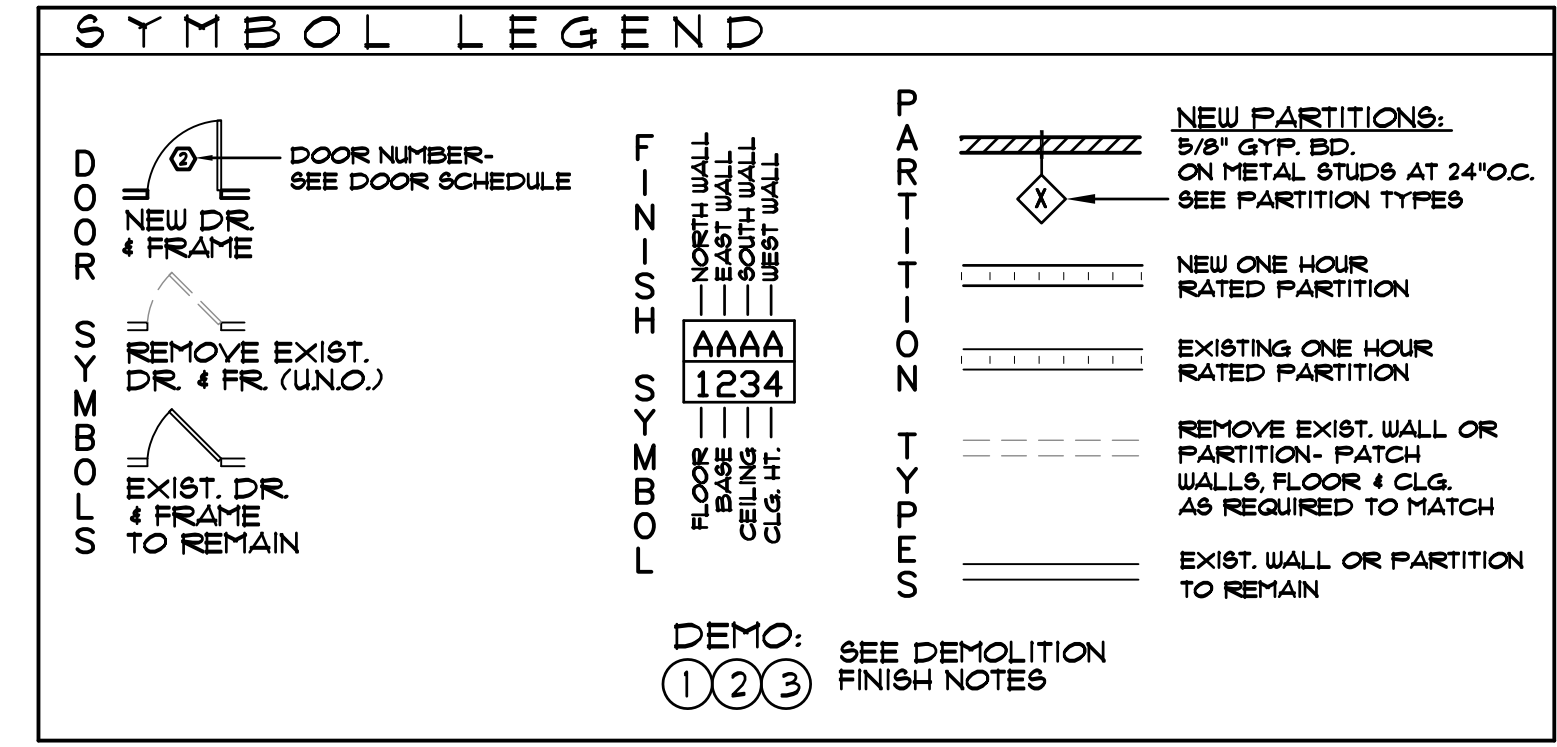 SYMBOL LEGEND
DOOR SYMBOLS
2
DOOR NUMBER-
SEE DOOR SCHEDULE
NEW DR.
& FRAME
REMOVE EXIST.
DR. & FR. (U.N.O.)
EXIST. DR.
& FRAME
TO REMAIN
FINISH SYMBOL
NORTH WALL
EAST WALL
SOUTH WALL
WEST WALL
AAAA
1234
FLOOR
BASE
CEILING
CLG. HT.
PARTITION TYPES
NEW PARTITIONS:
5/8" GYP. BD.
ON METAL STUDS AT 24"O.C.
X
SEE PARTITION TYPES
NEW ONE HOUR
RATED PARTITION
EXISTING ONE HOUR
RATED PARTITION
REMOVE EXIST. WALL OR
PARTITION- PATCH
WALLS, FLOOR & CLG.
AS REQUIRED TO MATCH
EXIST. WALL OR PARTITION
TO REMAIN
DEMO:
1 2 3
SEE DEMOLITION
FINISH NOTES